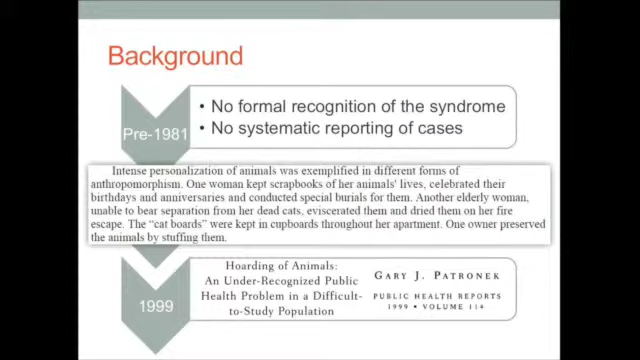 Background
Pre-1981
• No formal recognition of the syndrome
• No systematic reporting of cases
Intense personalization of animals was exemplified in different forms of
anthropomorphism. One woman kept scrapbooks of her animals' lives, celebrated their
birthdays and anniversaries and conducted special burials for them. Another elderly woman,
unable to bear separation from her dead cats, eviscerated them and dried them on her fire
escape. The "cat boards" were kept in cupboards throughout her apartment. One owner preserved
the animals by stuffing them.
1999
Hoarding of Animals:
An Under-Recognized Public
Health Problem in a Difficult-
to-Study Population
Gary J. Patronek
Public Health Reports
1999 • Volume 114